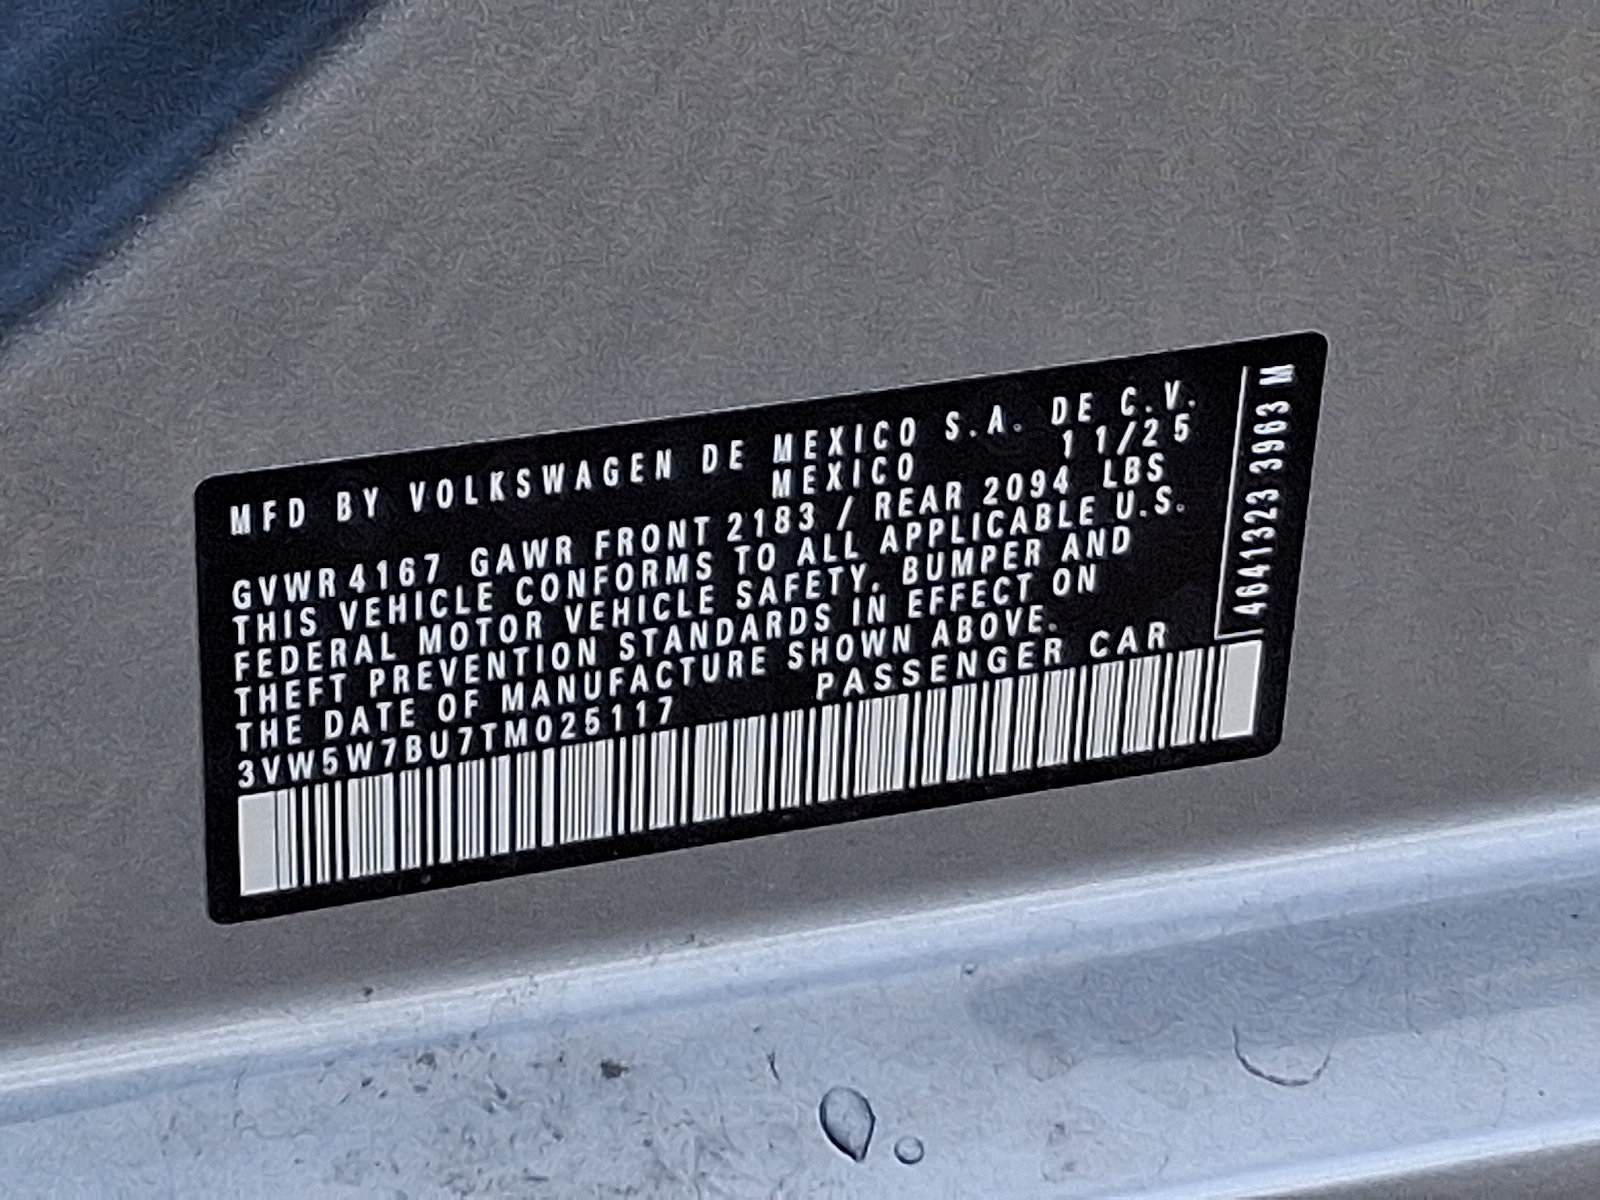 MFD BY VOLKSWAGEN DE MEXICO S.A. DE C.V.
MEXICO 11/25
GVWR 4167 GAWR FRONT 2183 / REAR 2094 LBS
THIS VEHICLE CONFORMS TO ALL APPLICABLE U.S.
FEDERAL MOTOR VEHICLE SAFETY, BUMPER AND
THEFT PREVENTION STANDARDS IN EFFECT ON
THE DATE OF MANUFACTURE SHOWN ABOVE.
3VW5W7BU7TM025117 PASSENGER CAR
4641323 3963 M